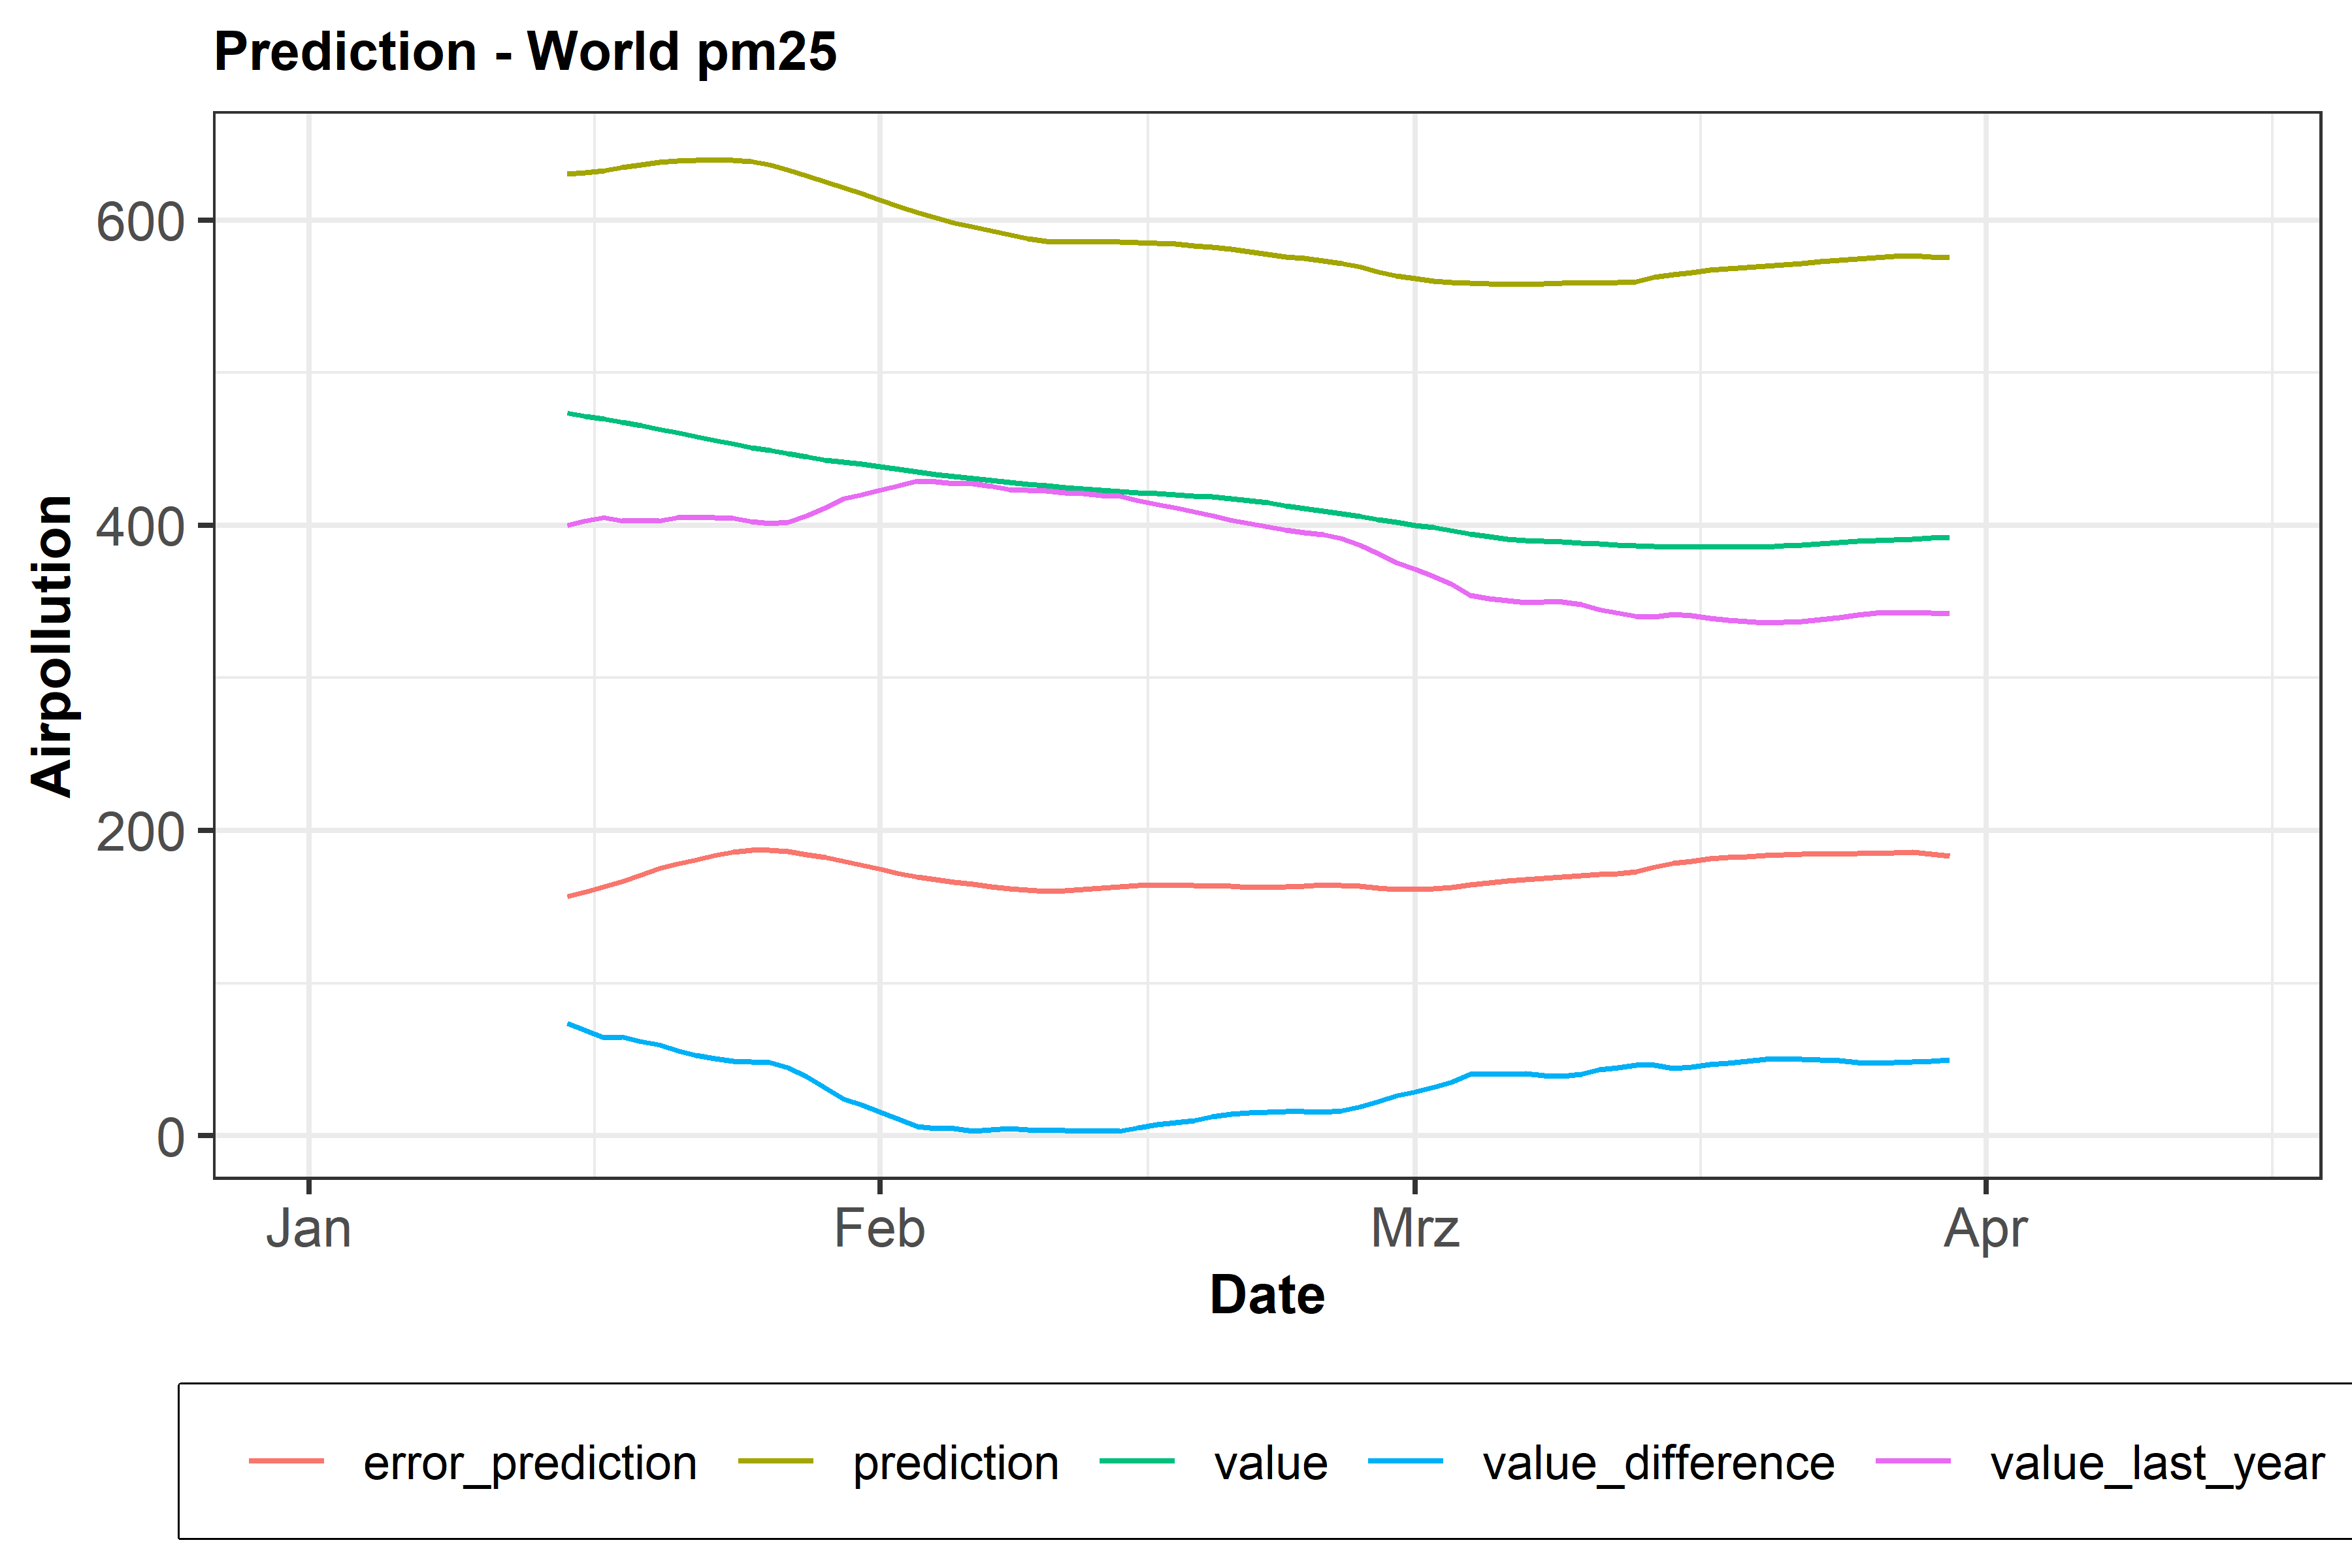 Prediction - World pm25
Airpollution
600
400
200
0
Jan Feb Mrz Apr
Date
error_prediction prediction value value_difference value_last_year